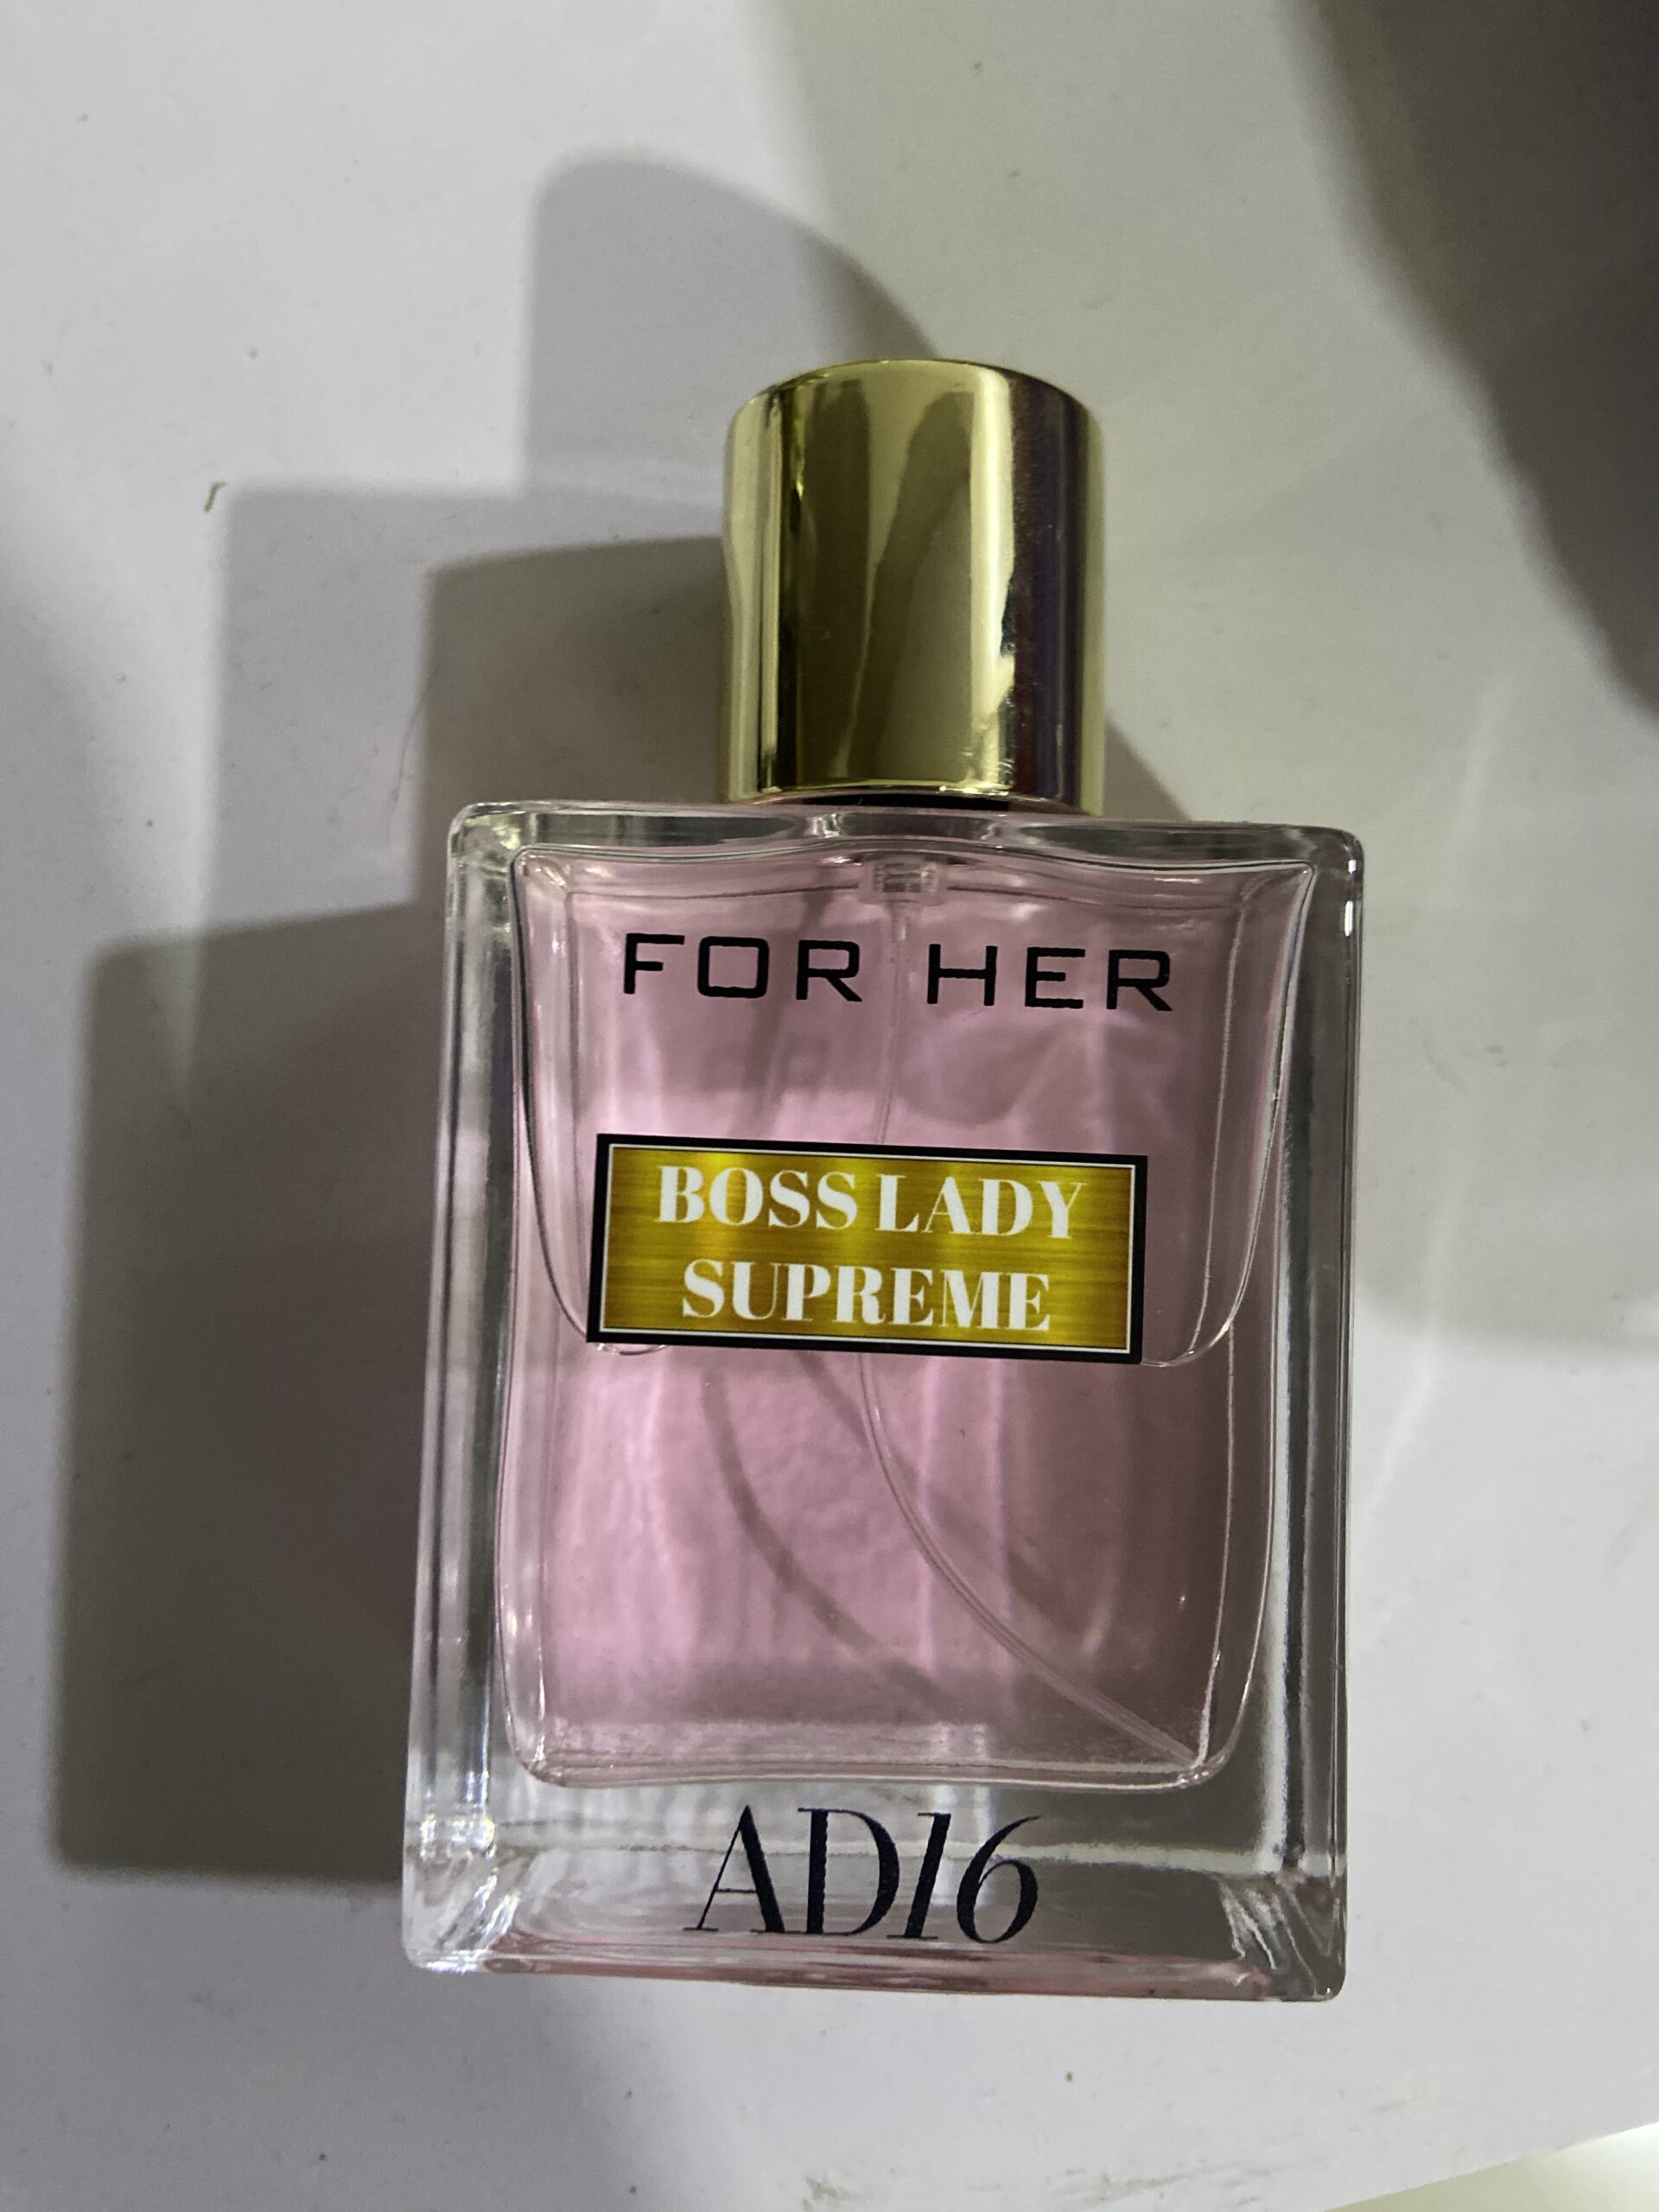 FOR HER
BOSS LADY
SUPREME
AD16